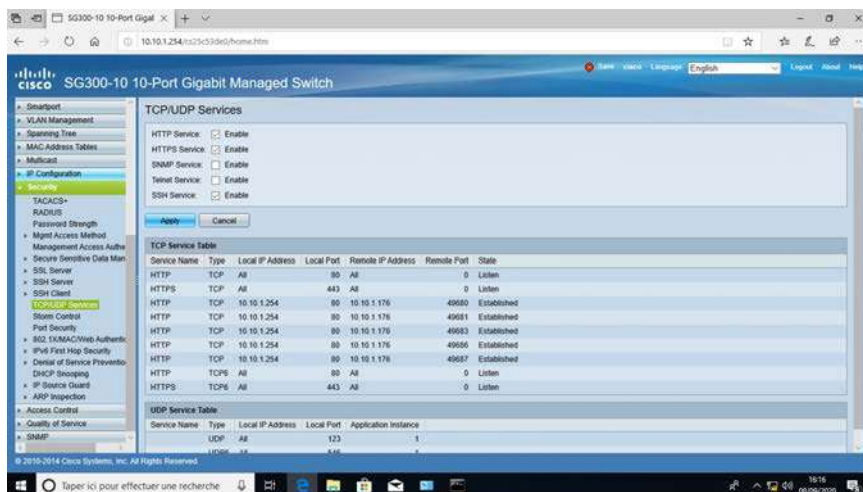 SG300-10 10-Port Gigal
10.10.1.254/cs25c53de0/home.htm
cisco SG300-10 10-Port Gigabit Managed Switch
Save cisco Language: English Logout About Help
Smartport
VLAN Management
Spanning Tree
MAC Address Tables
Multicast
IP Configuration
Security
TACACS+
RADIUS
Password Strength
Mgmt Access Method
Management Access Authe
Secure Sensitive Data Man
SSL Server
SSH Server
SSH Client
TCP/UDP Services
Storm Control
Port Security
802.1X/MAC/Web Authentic
IPv6 First Hop Security
Denial of Service Preventio
DHCP Snooping
IP Source Guard
ARP Inspection
Access Control
Quality of Service
SNMP
TCP/UDP Services
HTTP Service: Enable
HTTPS Service: Enable
SNMP Service: Enable
Telnet Service: Enable
SSH Service: Enable
Apply Cancel
TCP Service Table
Service Name Type Local IP Address Local Port Remote IP Address Remote Port State
HTTP TCP All 80 All 0 Listen
HTTPS TCP All 443 All 0 Listen
HTTP TCP 10.10.1.254 80 10.10.1.176 49680 Established
HTTP TCP 10.10.1.254 80 10.10.1.176 49681 Established
HTTP TCP 10.10.1.254 80 10.10.1.176 49683 Established
HTTP TCP 10.10.1.254 80 10.10.1.176 49686 Established
HTTP TCP 10.10.1.254 80 10.10.1.176 49687 Established
HTTP TCP6 All 80 All 0 Listen
HTTPS TCP6 All 443 All 0 Listen
UDP Service Table
Service Name Type Local IP Address Local Port Application Instance
UDP All 123 1
UDP6 All 546 1
© 2010-2014 Cisco Systems, Inc. All Rights Reserved.
Taper ici pour effectuer une recherche
16:16